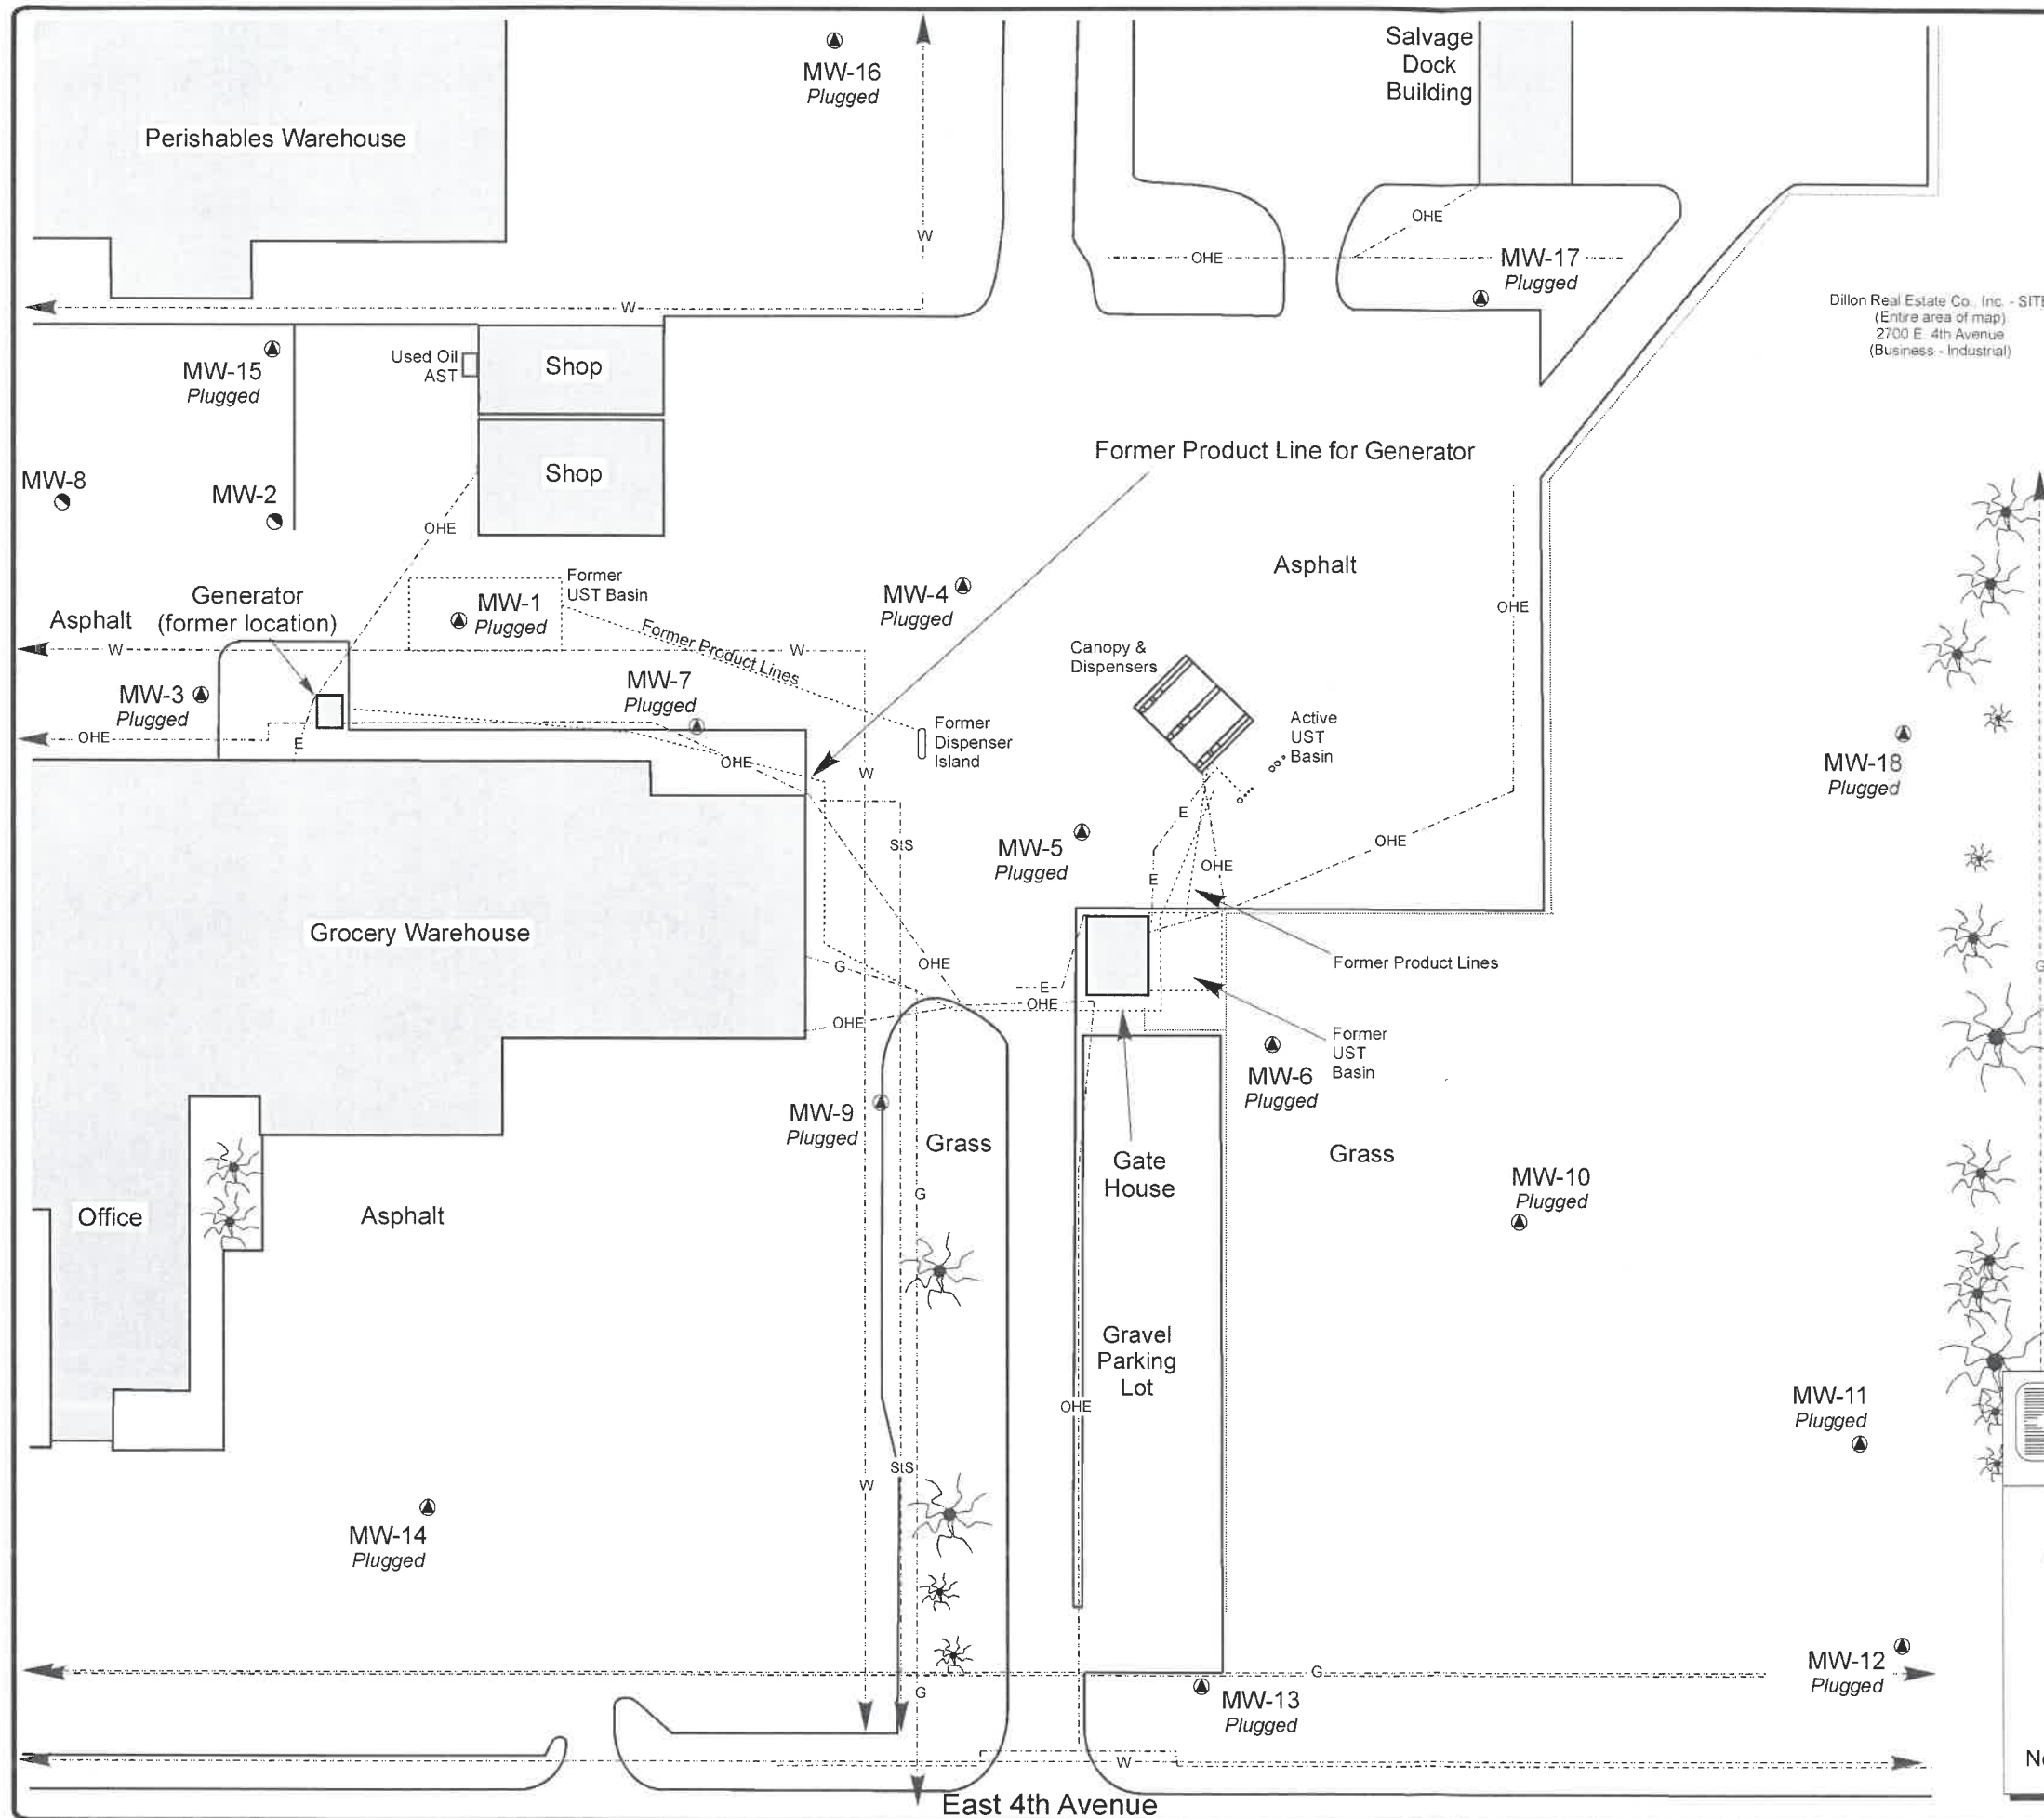 MW-16
Plugged
Salvage
Dock
Building
Perishables Warehouse
W
OHE
OHE
MW-17
Plugged
W
Dillon Real Estate Co., Inc. - SITE
(Entire area of map)
2700 E. 4th Avenue
(Business - Industrial)
MW-15
Plugged
Used Oil
AST
Shop
Former Product Line for Generator
Shop
MW-8
MW-2
OHE
Asphalt
Former
UST Basin
Generator
(former location)
MW-1
Plugged
MW-4
Plugged
OHE
Asphalt
Former Product Lines
W
W
Canopy &
Dispensers
MW-3
Plugged
MW-7
Plugged
Former
Dispenser
Island
Active
UST
Basin
OHE
E
OHE
W
MW-18
Plugged
E
StS
MW-5
Plugged
OHE
OHE
E
Grocery Warehouse
G
OHE
Former Product Lines
G
E
OHE
OHE
Former
UST
Basin
MW-6
Plugged
MW-9
Plugged
Grass
Gate
House
Grass
MW-10
Plugged
G
Office
Asphalt
Gravel
Parking
Lot
OHE
MW-11
Plugged
StS
W
MW-14
Plugged
G
MW-12
Plugged
G
MW-13
Plugged
W
No
East 4th Avenue